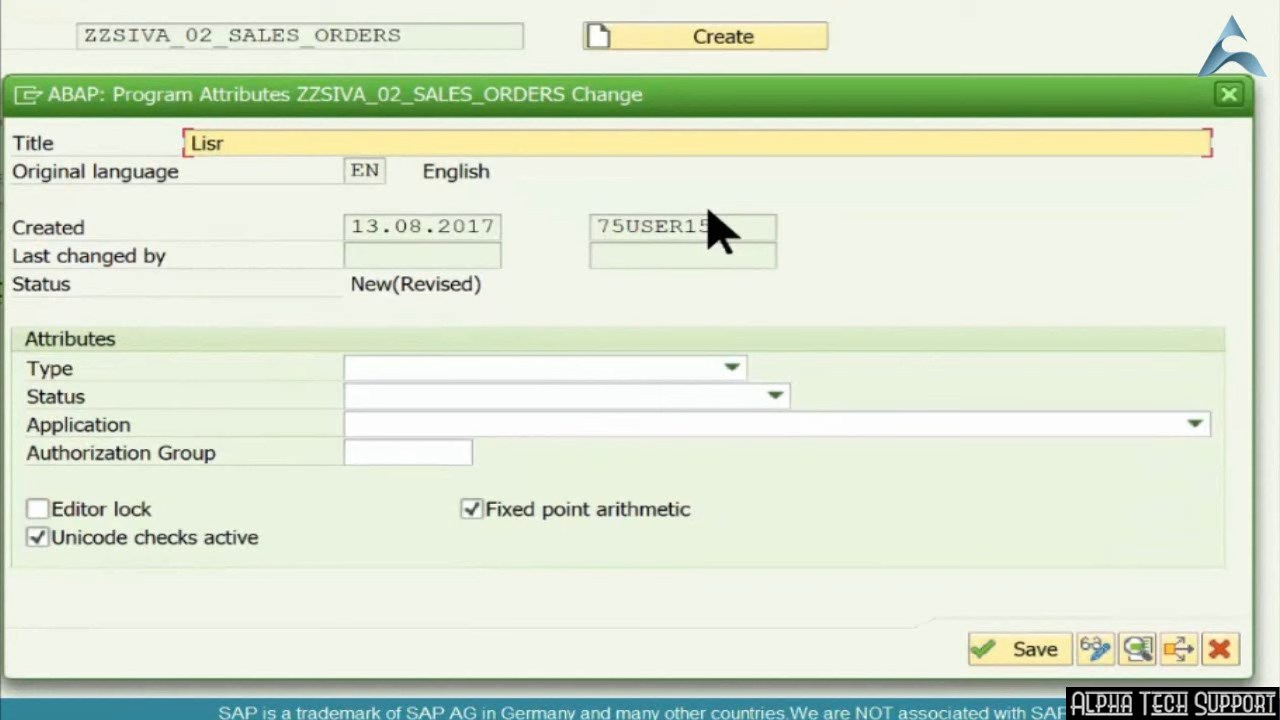 ZZSIVA_02_SALES_ORDERS Create
ABAP: Program Attributes ZZSIVA_02_SALES_ORDERS Change
Title Lisr
Original language EN English
Created 13.08.2017 75USER15
Last changed by
Status New(Revised)
Attributes
Type
Status
Application
Authorization Group
Editor lock Fixed point arithmetic
Unicode checks active
Save
SAP is a trademark of SAP AG in Germany and many other countries.We are NOT associated with SAP
ALPHA TECH SUPPORT